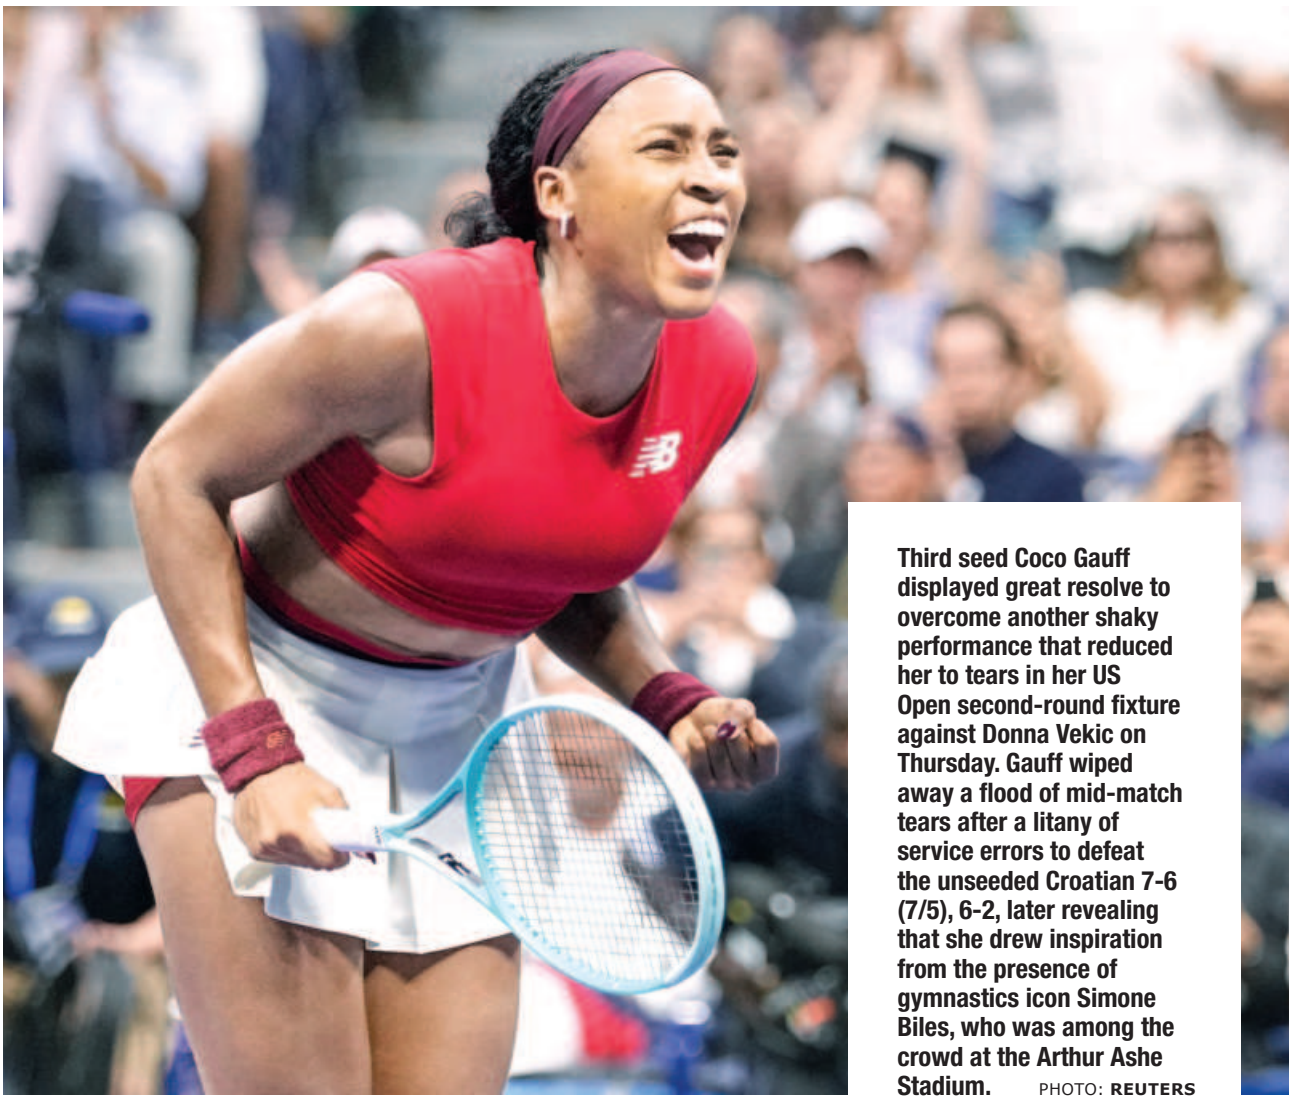 Third seed Coco Gauff
displayed great resolve to
overcome another shaky
performance that reduced
her to tears in her US
Open second-round fixture
against Donna Vekic on
Thursday. Gauff wiped
away a flood of mid-match
tears after a litany of
service errors to defeat
the unseeded Croatian 7-6
(7/5), 6-2, later revealing
that she drew inspiration
from the presence of
gymnastics icon Simone
Biles, who was among the
crowd at the Arthur Ashe
Stadium. PHOTO: REUTERS